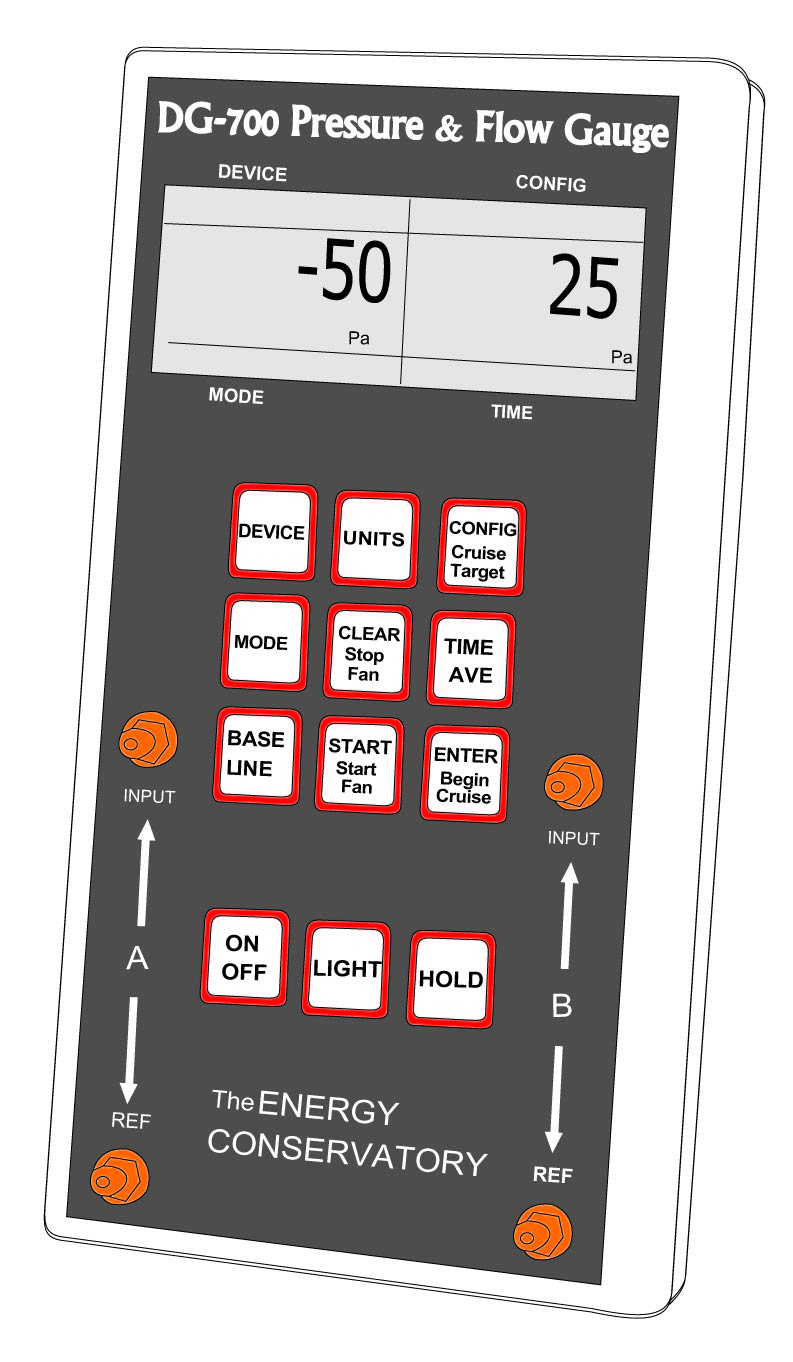 DG-700 Pressure & Flow Gauge
DEVICE
CONFIG
-50
25
Pa
Pa
MODE
TIME
DEVICE
UNITS
CONFIG
Cruise
Target
MODE
CLEAR
Stop
Fan
TIME
AVE
BASE
LINE
START
Start
Fan
ENTER
Begin
Cruise
INPUT
INPUT
ON
OFF
LIGHT
HOLD
A
B
The ENERGY
CONSERVATORY
REF
REF